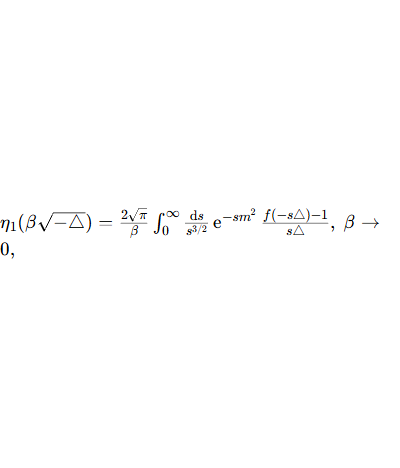 η₁(β√−△) = 2√π/β ∫₀^∞ ds/s^{3/2} e^{−sm²} f(−s△)−1/s△, β →
0,